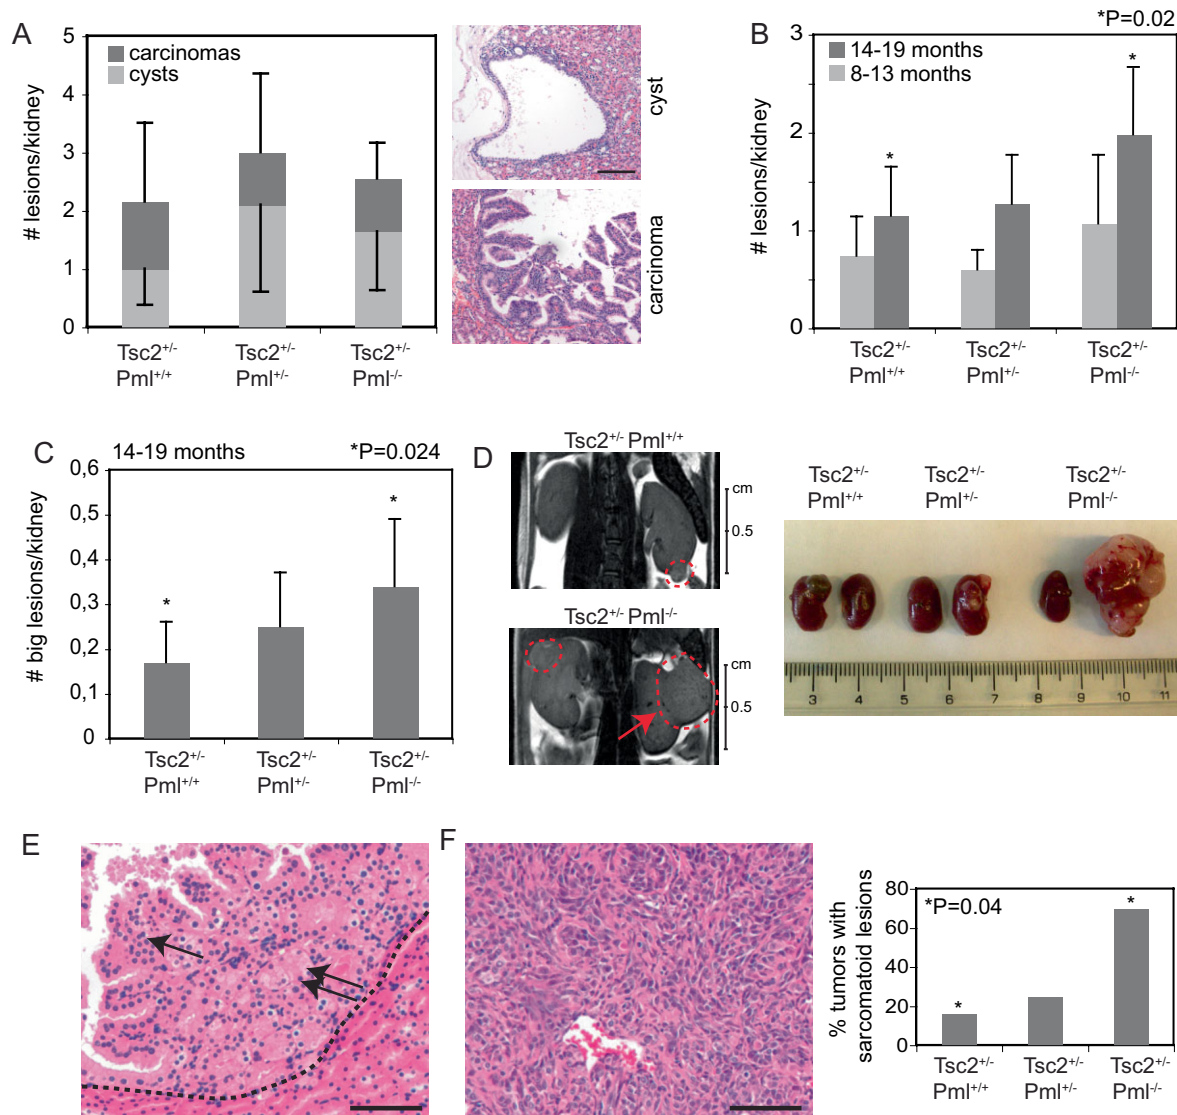 A
5
4
3
2
1
0
# lesions/kidney
carcinomas
cysts
Tsc2+/-
Pml+/+
Tsc2+/-
Pml+/-
Tsc2+/-
Pml-/-
cyst
carcinoma
B
*P=0.02
3
2
1
0
# lesions/kidney
14-19 months
8-13 months
*
*
Tsc2+/-
Pml+/+
Tsc2+/-
Pml+/-
Tsc2+/-
Pml-/-
C
14-19 months
*P=0.024
0,6
0,5
0,4
0,3
0,2
0,1
0
# big lesions/kidney
*
*
Tsc2+/-
Pml+/+
Tsc2+/-
Pml+/-
Tsc2+/-
Pml-/-
D
Tsc2+/- Pml+/+
cm
0.5
Tsc2+/- Pml-/-
cm
0.5
Tsc2+/-
Pml+/+
Tsc2+/-
Pml+/-
Tsc2+/-
Pml-/-
3 4 5 6 7 8 9 10 11
E
F
80
60
40
20
0
% tumors with
sarcomatoid lesions
*P=0.04
*
*
Tsc2+/-
Pml+/+
Tsc2+/-
Pml+/-
Tsc2+/-
Pml-/-